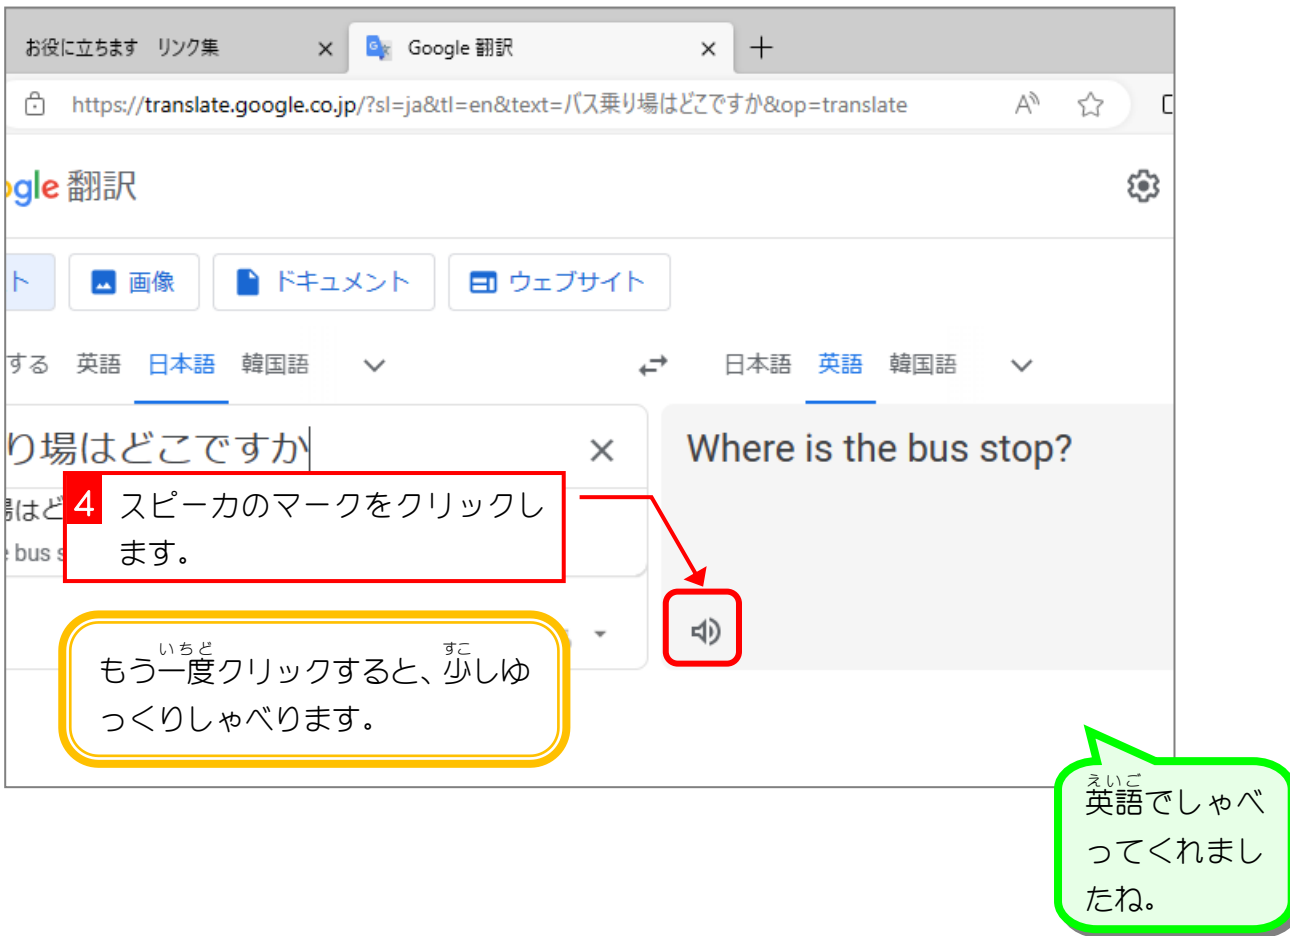 お役に立ちます リンク集
Google 翻訳
https://translate.google.co.jp/?sl=ja&tl=en&text=バス乗り場はどこですか&op=translate
ogle 翻訳
ト
画像
ドキュメント
ウェブサイト
する 英語 日本語 韓国語
日本語 英語 韓国語
り場はどこですか
Where is the bus stop?
場はど
bus s
4 スピーカのマークをクリックし
ます。
いちど すこ
もう一度クリックすると、少しゆ
っくりしゃべります。
えいご
英語でしゃべ
ってくれまし
たね。